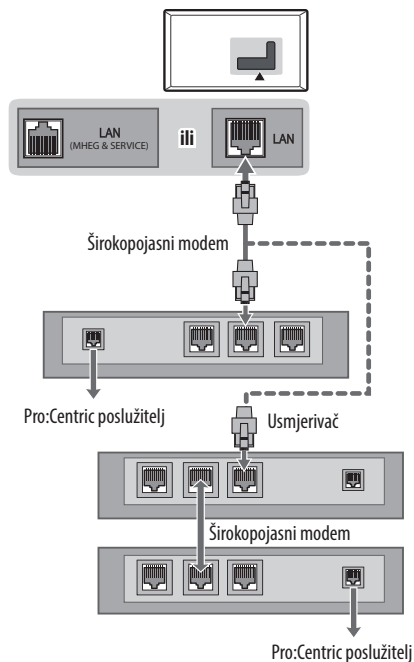 LAN
(MHEG & SERVICE)
ili
LAN
Širokopojasni modem
Pro:Centric poslužitelj
Usmjerivač
Širokopojasni modem
Pro:Centric poslužitelj